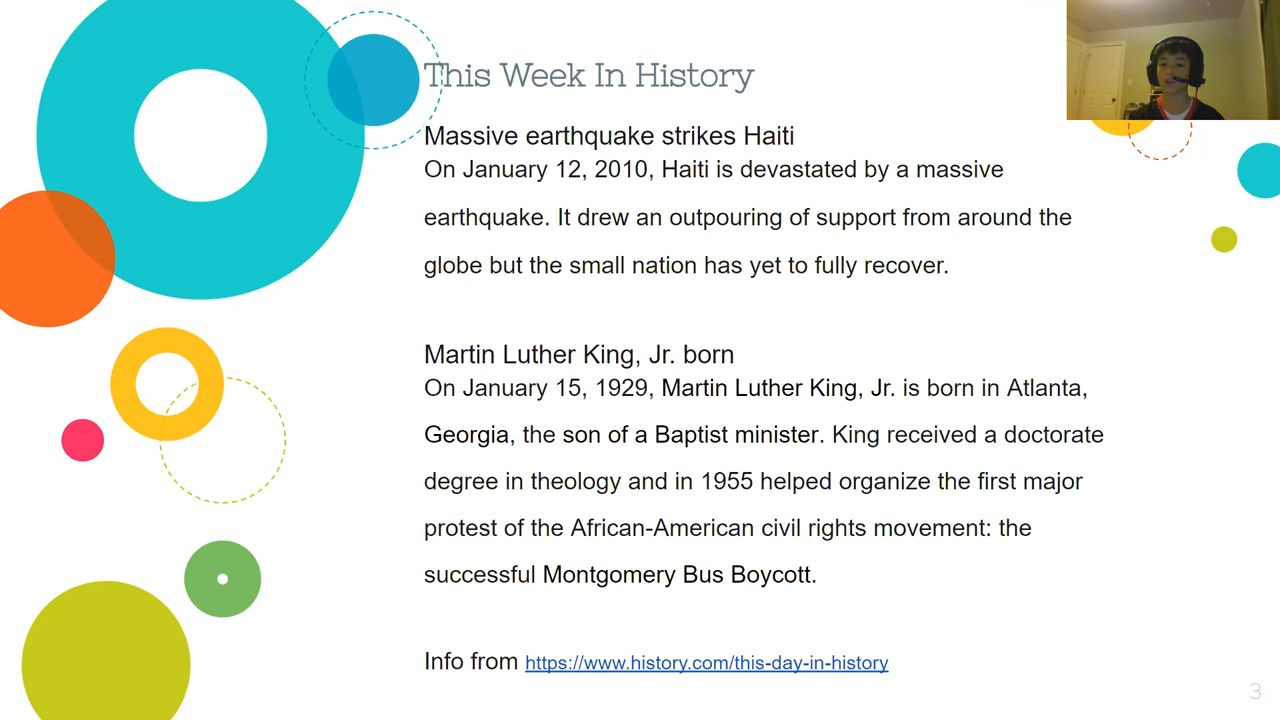 This Week In History
Massive earthquake strikes Haiti
On January 12, 2010, Haiti is devastated by a massive
earthquake. It drew an outpouring of support from around the
globe but the small nation has yet to fully recover.
Martin Luther King, Jr. born
On January 15, 1929, Martin Luther King, Jr. is born in Atlanta,
Georgia, the son of a Baptist minister. King received a doctorate
degree in theology and in 1955 helped organize the first major
protest of the African-American civil rights movement: the
successful Montgomery Bus Boycott.
Info from https://www.history.com/this-day-in-history
3